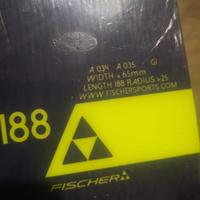 A 034 A 035 GI
WIDTH + 65mm
LENGTH 188 RADIUS >25
WWW.FISCHERSPORTS.COM
188
FISCHER